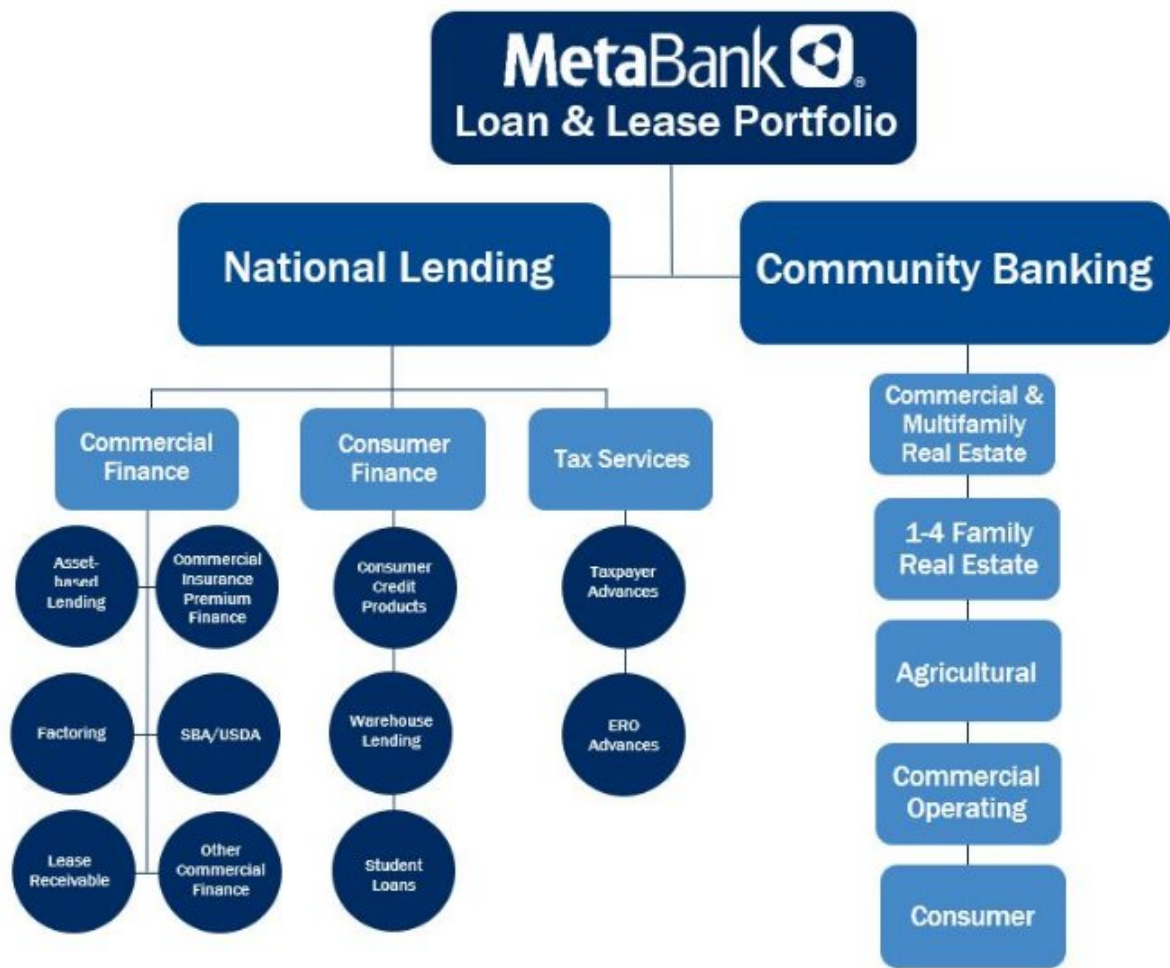 MetaBank®
Loan & Lease Portfolio
National Lending
Community Banking
Commercial
Finance
Consumer
Finance
Tax Services
Commercial &
Multifamily
Real Estate
Asset-
based
Lending
Commercial
Insurance
Premium
Finance
Consumer
Credit
Products
Taxpayer
Advances
1-4 Family
Real Estate
Factoring
SBA/USDA
Warehouse
Lending
ERO
Advances
Agricultural
Lease
Receivable
Other
Commercial
Finance
Student
Loans
Commercial
Operating
Consumer